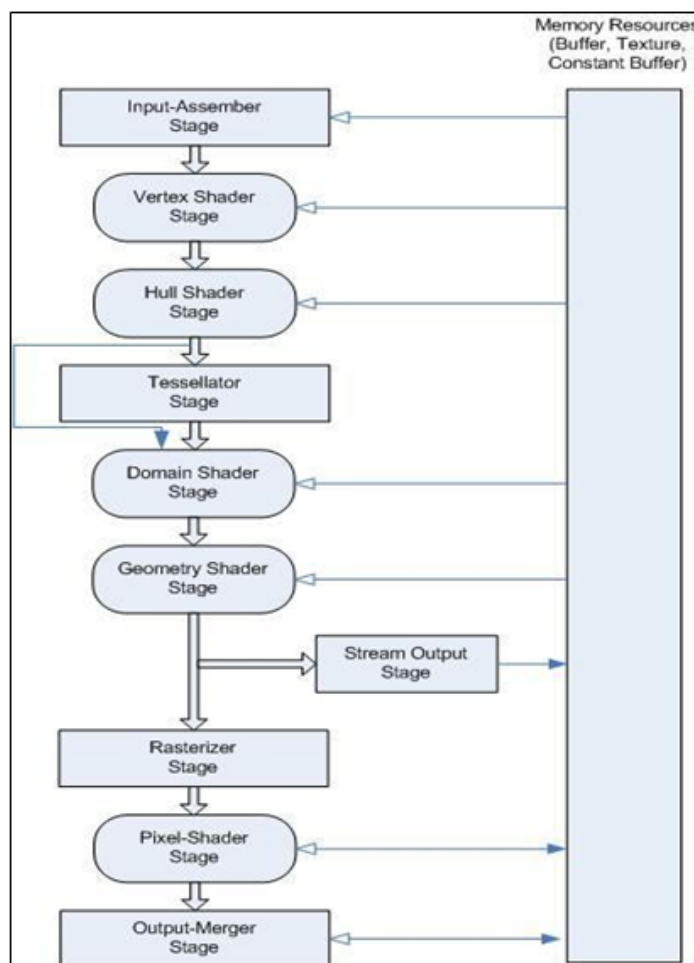 Memory Resources
(Buffer, Texture,
Constant Buffer)
Input-Assember
Stage
Vertex Shader
Stage
Hull Shader
Stage
Tessellator
Stage
Domain Shader
Stage
Geometry Shader
Stage
Stream Output
Stage
Rasterizer
Stage
Pixel-Shader
Stage
Output-Merger
Stage